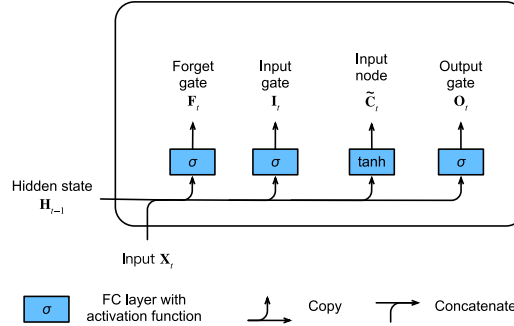 Forget
gate
F_t
Input
gate
I_t
Input
node
C̃_t
Output
gate
O_t
σ
σ
tanh
σ
Hidden state
H_{t−1}
Input X_t
σ
FC layer with
activation function
Copy
Concatenate